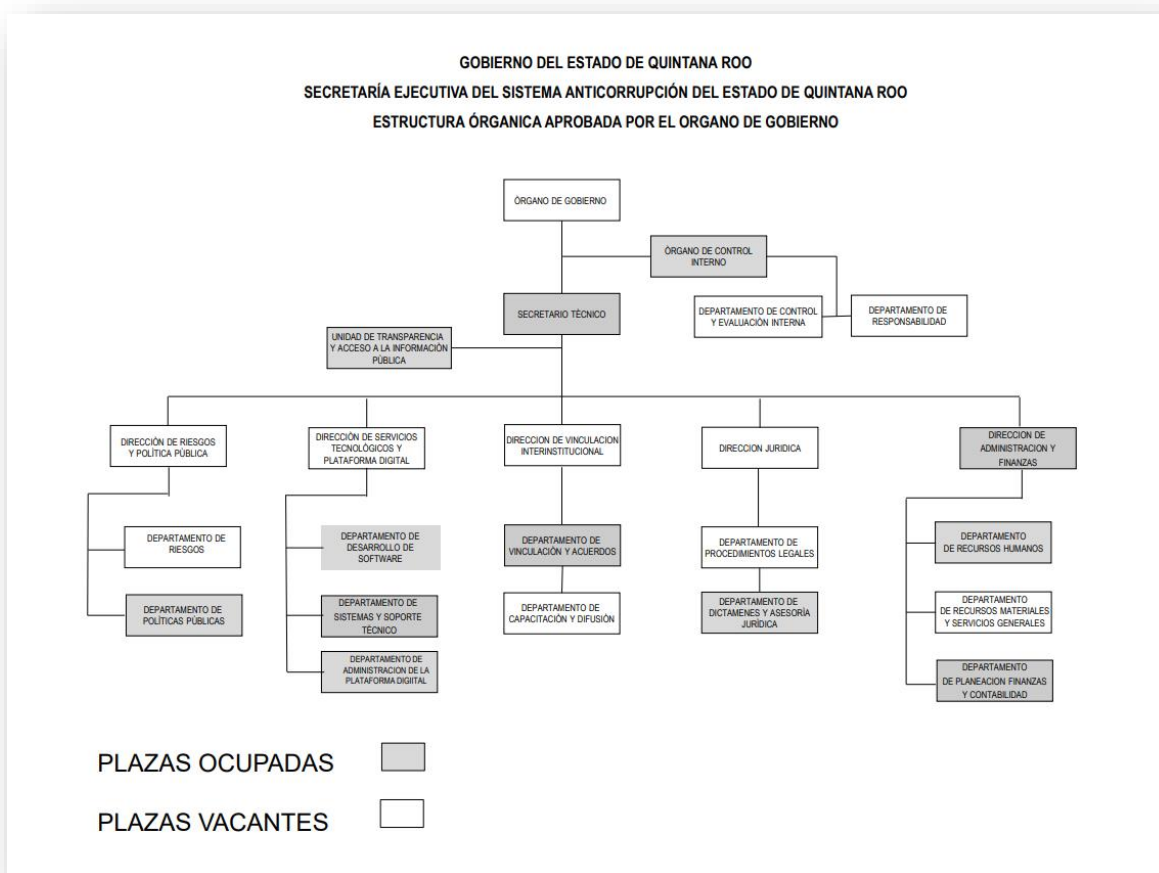 GOBIERNO DEL ESTADO DE QUINTANA ROO
SECRETARÍA EJECUTIVA DEL SISTEMA ANTICORRUPCIÓN DEL ESTADO DE QUINTANA ROO
ESTRUCTURA ÓRGANICA APROBADA POR EL ORGANO DE GOBIERNO
ÓRGANO DE GOBIERNO
ÓRGANO DE CONTROL
INTERNO
SECRETARIO TÉCNICO
DEPARTAMENTO DE CONTROL
Y EVALUACIÓN INTERNA
DEPARTAMENTO DE
RESPONSABILIDAD
UNIDAD DE TRANSPARENCIA
Y ACCESO A LA INFORMACIÓN
PÚBLICA
DIRECCIÓN DE RIESGOS
Y POLÍTICA PÚBLICA
DIRECCIÓN DE SERVICIOS
TECNOLÓGICOS Y
PLATAFORMA DIGITAL
DIRECCION DE VINCULACION
INTERINSTITUCIONAL
DIRECCION JURIDICA
DIRECCION DE
ADMINISTRACION Y
FINANZAS
DEPARTAMENTO DE
RIESGOS
DEPARTAMENTO DE
DESARROLLO DE
SOFTWARE
DEPARTAMENTO DE
VINCULACIÓN Y ACUERDOS
DEPARTAMENTO DE
PROCEDIMIENTOS LEGALES
DEPARTAMENTO
DE RECURSOS HUMANOS
DEPARTAMENTO DE
POLÍTICAS PÚBLICAS
DEPARTAMENTO DE
SISTEMAS Y SOPORTE
TÉCNICO
DEPARTAMENTO DE
CAPACITACIÓN Y DIFUSIÓN
DEPARTAMENTO DE
DICTAMENES Y ASESORÍA
JURÍDICA
DEPARTAMENTO
DE RECURSOS MATERIALES
Y SERVICIOS GENERALES
DEPARTAMENTO DE
ADMINISTRACION DE LA
PLATAFORMA DIGIITAL
DEPARTAMENTO
DE PLANEACION FINANZAS
Y CONTABILIDAD
PLAZAS OCUPADAS
PLAZAS VACANTES